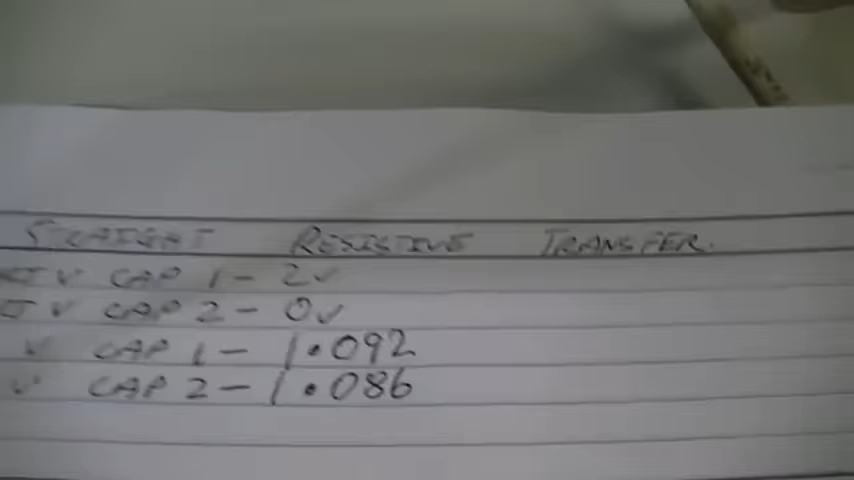 STRAIGHT RESISTIVE TRANSFER.
V CAP 1 - 2V
V CAP 2 - 0V
V CAP 1 - 1.092
V CAP 2 - 1.086